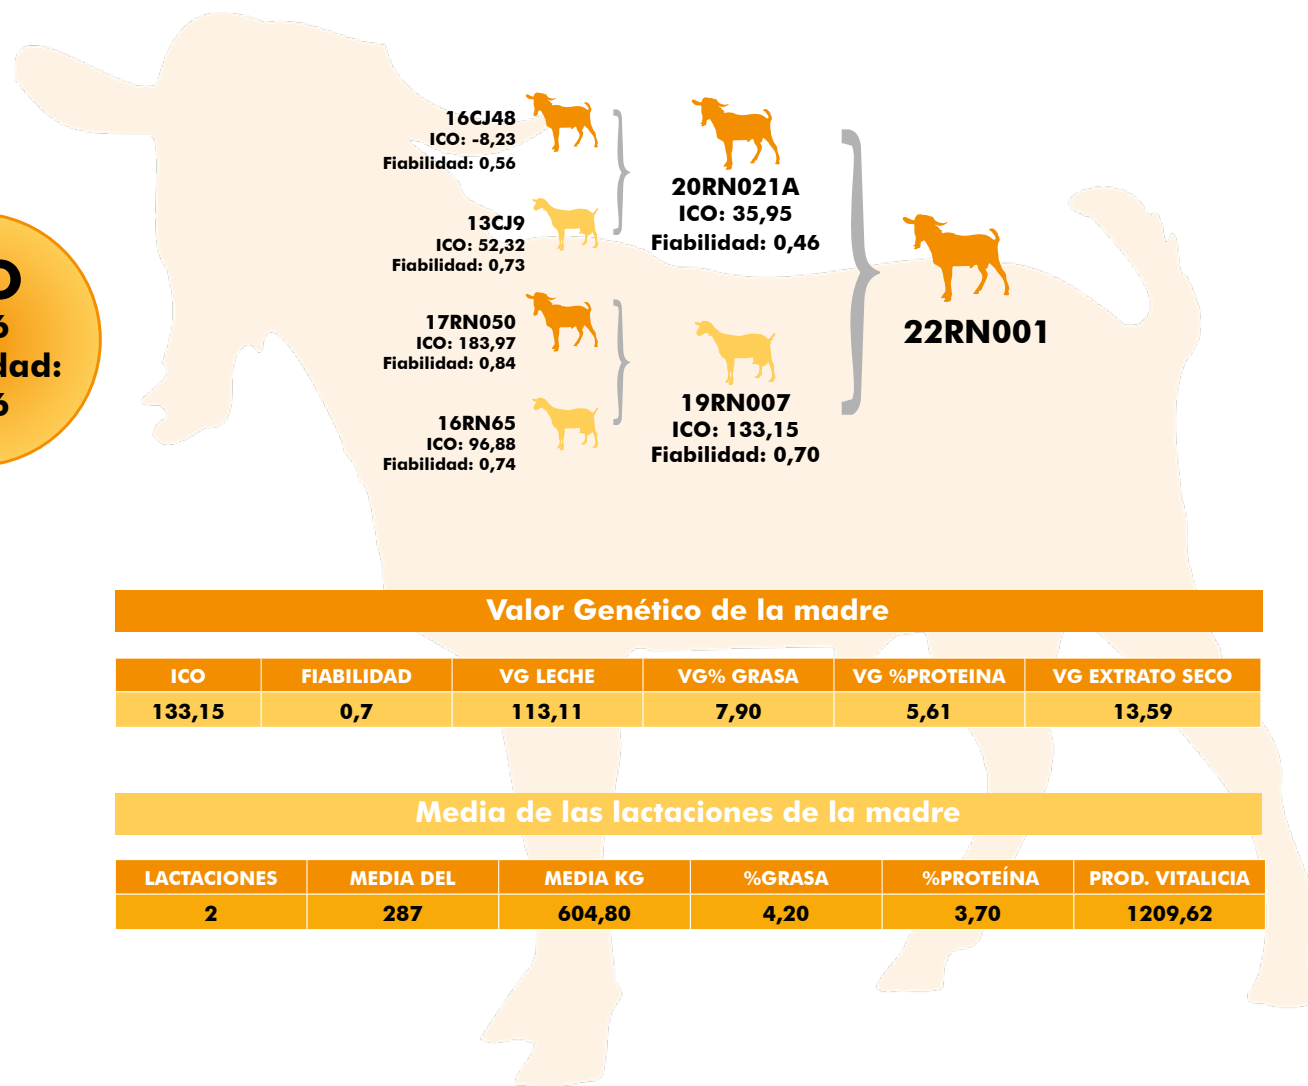 16CJ48
ICO: -8,23
Fiabilidad: 0,56
13CJ9
ICO: 52,32
Fiabilidad: 0,73
17RN050
ICO: 183,97
Fiabilidad: 0,84
16RN65
ICO: 96,88
Fiabilidad: 0,74
20RN021A
ICO: 35,95
Fiabilidad: 0,46
19RN007
ICO: 133,15
Fiabilidad: 0,70
22RN001
Valor Genético de la madre
ICO FIABILIDAD VG LECHE VG% GRASA VG %PROTEINA VG EXTRATO SECO
133,15 0,7 113,11 7,90 5,61 13,59
Media de las lactaciones de la madre
LACTACIONES MEDIA DEL MEDIA KG %GRASA %PROTEÍNA PROD. VITALICIA
2 287 604,80 4,20 3,70 1209,62